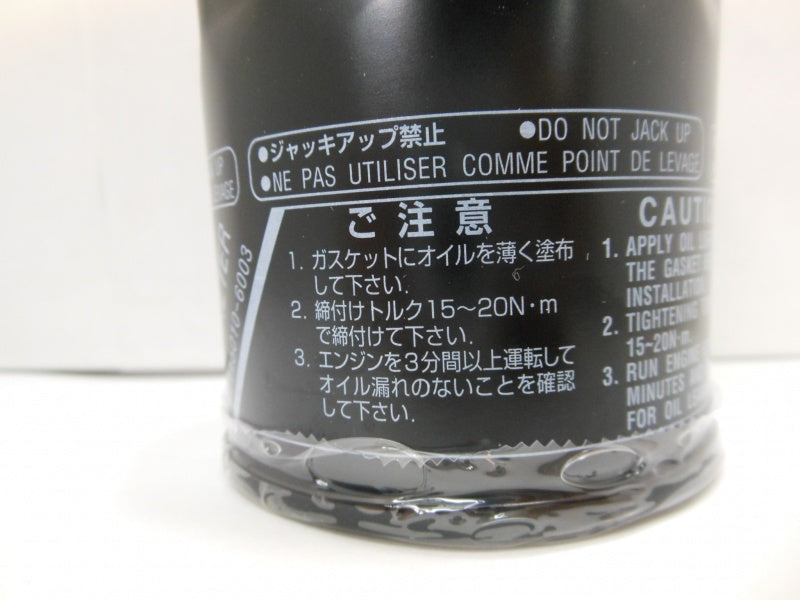 ●ジャッキアップ禁止 ●DO NOT JACK UP
●NE PAS UTILISER COMME POINT DE LEVAGE
ご注意
1. ガスケットにオイルを薄く塗布
して下さい.
2. 締付けトルク15～20N・m
で締付けて下さい.
3. エンジンを3分間以上運転して
オイル漏れのないことを確認
して下さい.
1. APPLY OIL
THE GASKET
2. TIGHTENING
15~20N·m.
3. RUN ENGINE
MINUTES
FOR OIL
UP